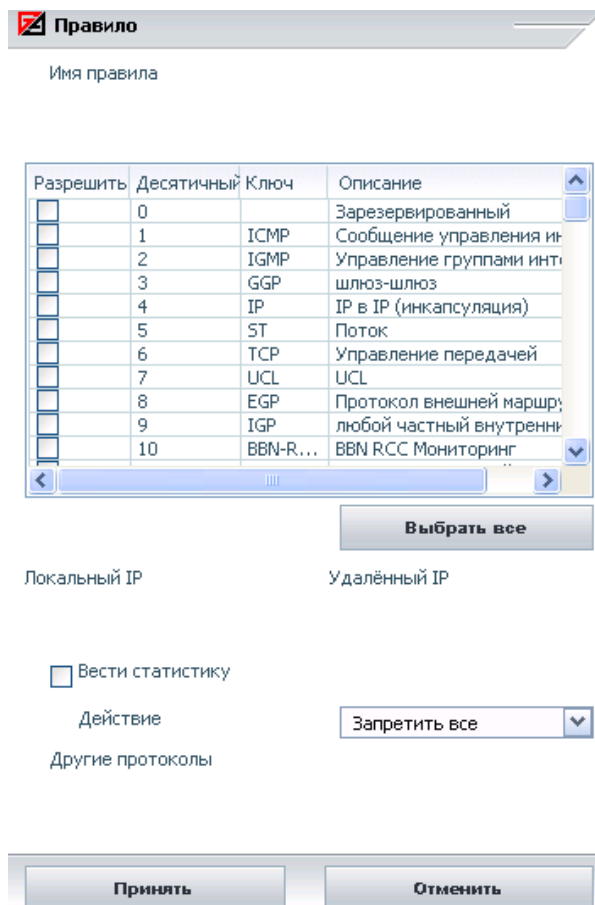 Правило
Имя правила
Разрешить Десятичный Ключ Описание
0 Зарезервированный
1 ICMP Сообщение управления ин
2 IGMP Управление группами инт
3 GGP шлюз-шлюз
4 IP IP в IP (инкапсуляция)
5 ST Поток
6 TCP Управление передачей
7 UCL UCL
8 EGP Протокол внешней маршру
9 IGP любой частный внутренни
10 BBN-R... BBN RCC Мониторинг
Выбрать все
Локальный IP Удалённый IP
Вести статистику
Действие Запретить все
Другие протоколы
Принять Отменить